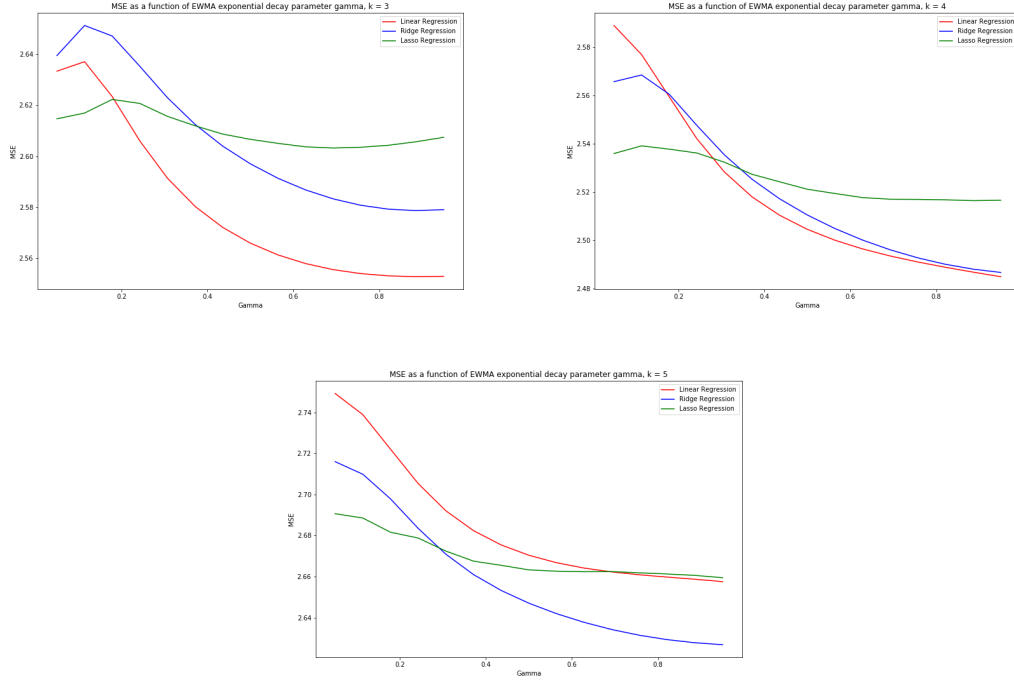 MSE as a function of EWMA exponential decay parameter gamma, k = 3
Linear Regression
Ridge Regression
Lasso Regression
2.64
2.62
2.60
2.58
2.56
MSE
0.2
0.4
0.6
0.8
Gamma
MSE as a function of EWMA exponential decay parameter gamma, k = 4
Linear Regression
Ridge Regression
Lasso Regression
2.58
2.56
2.54
2.52
2.50
2.48
MSE
0.2
0.4
0.6
0.8
Gamma
MSE as a function of EWMA exponential decay parameter gamma, k = 5
Linear Regression
Ridge Regression
Lasso Regression
2.74
2.72
2.70
2.68
2.66
2.64
MSE
0.2
0.4
0.6
0.8
Gamma